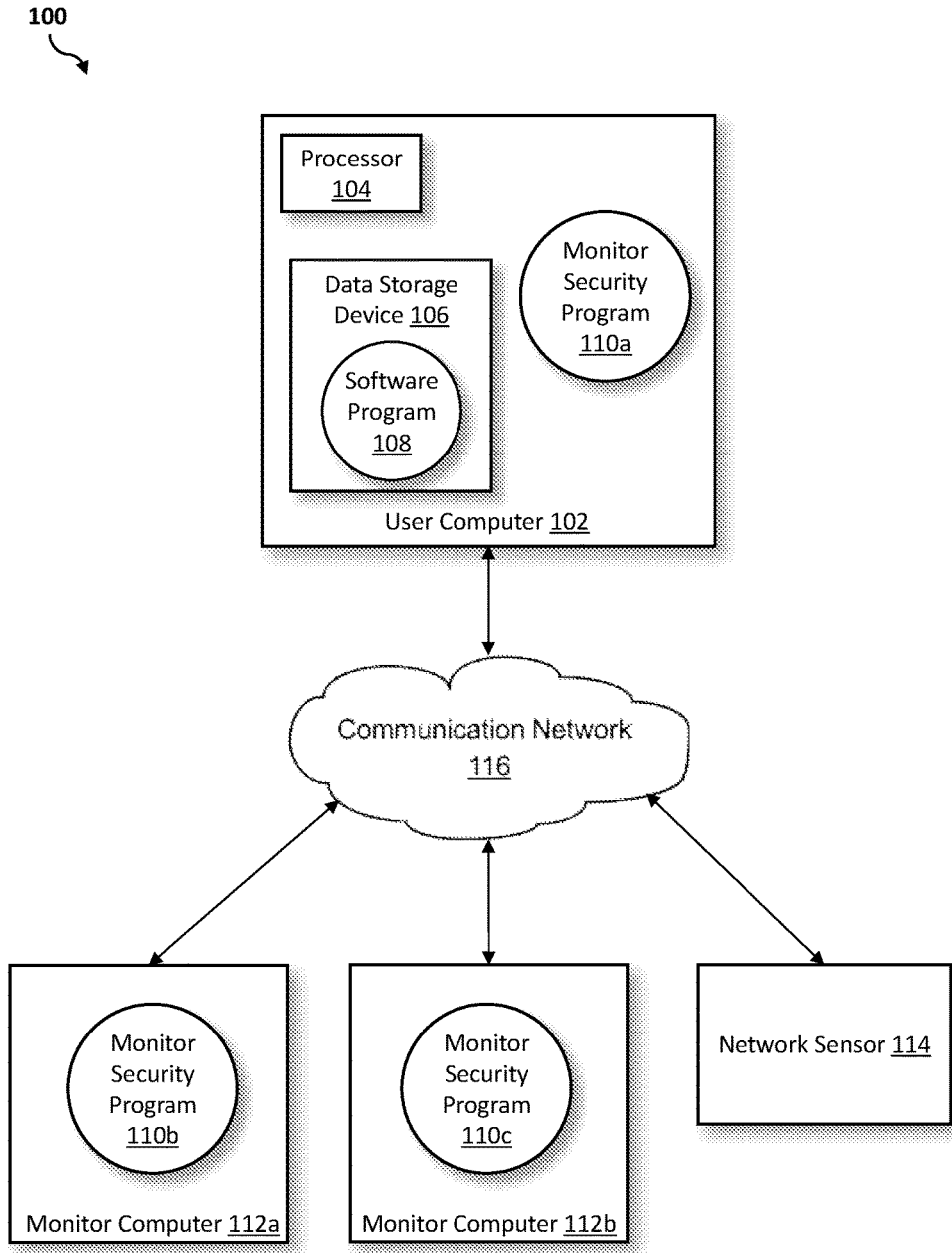 100
Processor
104
Monitor
Security
Program
110a
Data Storage
Device 106
Software
Program
108
User Computer 102
Communication Network
116
Monitor
Security
Program
110b
Monitor Computer 112a
Monitor
Security
Program
110c
Monitor Computer 112b
Network Sensor 114